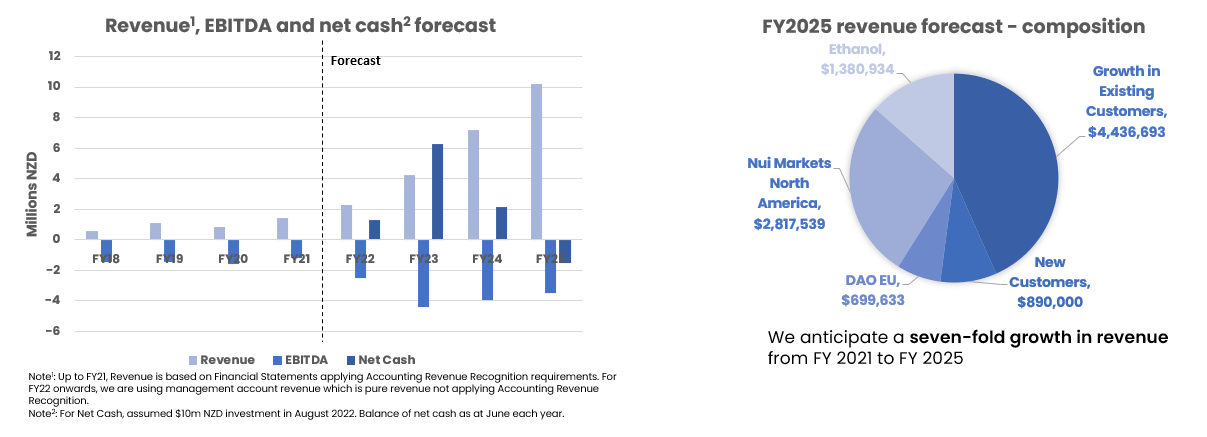 Revenue¹, EBITDA and net cash² forecast
12
10
8
6
4
2
0
-2
-4
-6
Millions NZD
Forecast
FY18
FY19
FY20
FY21
FY22
FY23
FY24
FY25
Revenue
EBITDA
Net Cash
Note¹: Up to FY21, Revenue is based on Financial Statements applying Accounting Revenue Recognition requirements. For
FY22 onwards, we are using management account revenue which is pure revenue not applying Accounting Revenue
Recognition.
Note²: For Net Cash, assumed $10m NZD investment in August 2022. Balance of net cash as at June each year.
FY2025 revenue forecast - composition
Ethanol,
$1,380,934
Growth in
Existing
Customers,
$4,436,693
Nui Markets
North
America,
$2,817,539
DAO EU,
$699,633
New
Customers,
$890,000
We anticipate a seven-fold growth in revenue
from FY 2021 to FY 2025